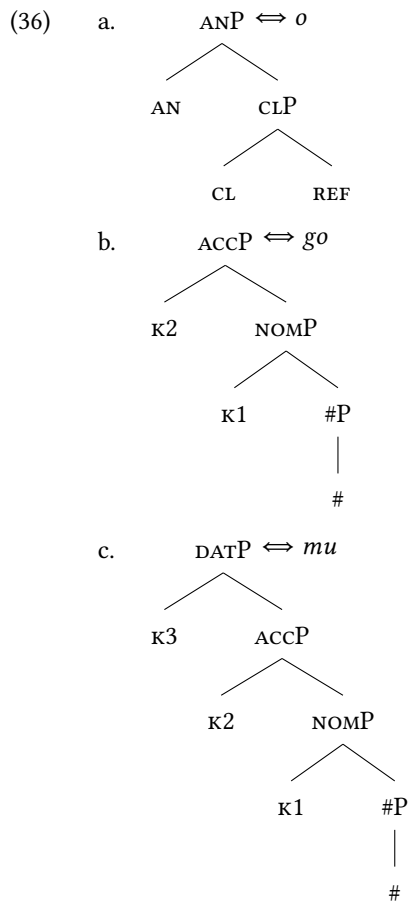 (36) a. ANP ⇔ o
AN CLP
CL REF
b. ACCP ⇔ go
K2 NOMP
K1 #P
#
c. DATP ⇔ mu
K3 ACCP
K2 NOMP
K1 #P
#